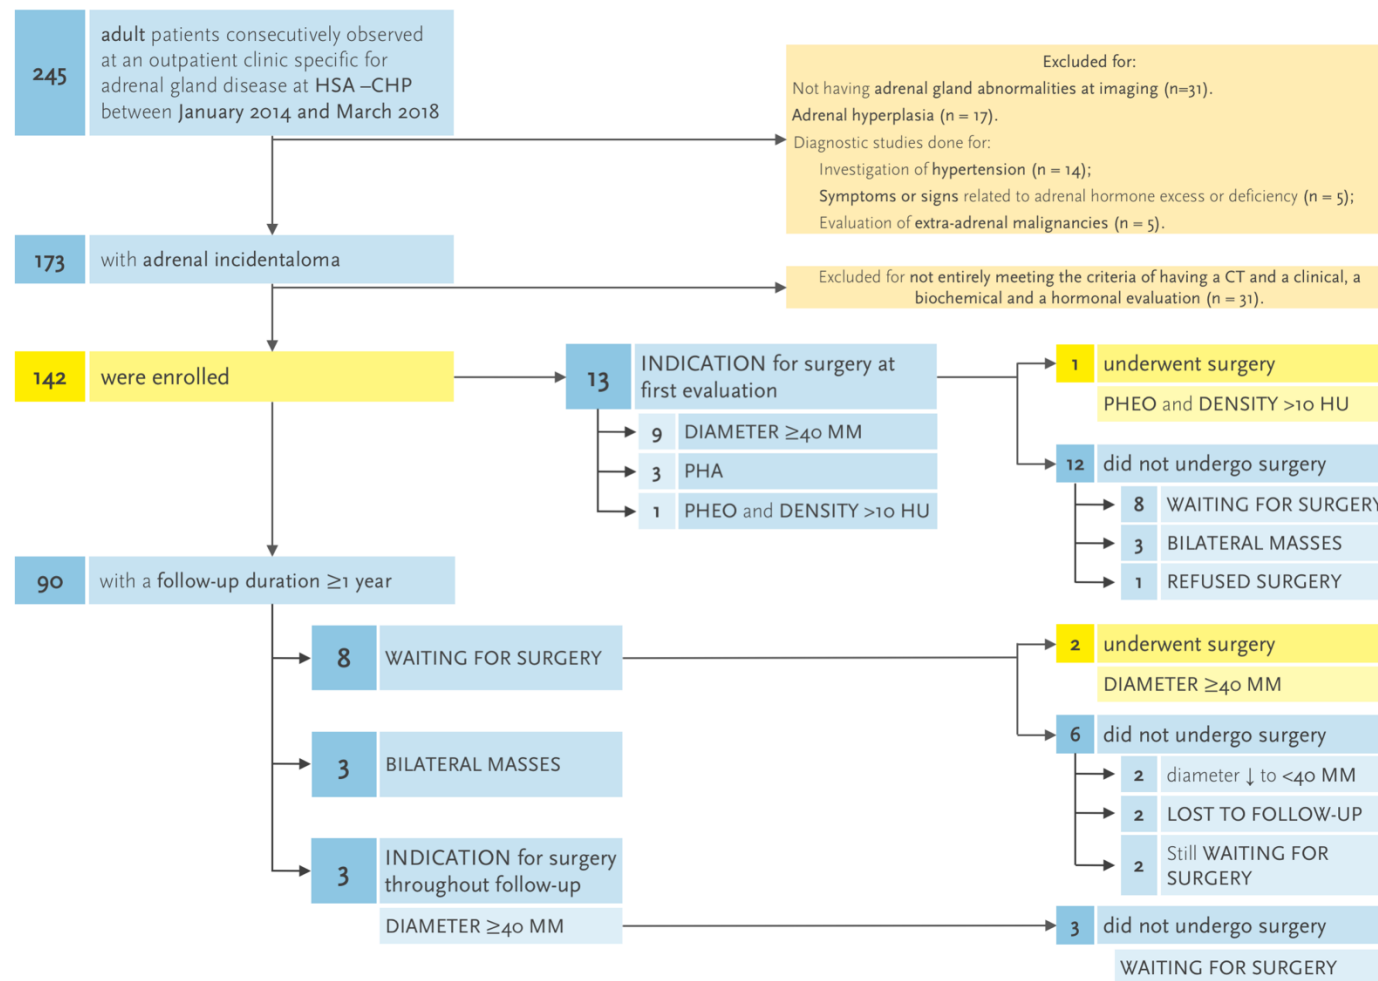 245
adult patients consecutively observed
at an outpatient clinic specific for
adrenal gland disease at HSA –CHP
between January 2014 and March 2018
Excluded for:
Not having adrenal gland abnormalities at imaging (n=31).
Adrenal hyperplasia (n = 17).
Diagnostic studies done for:
Investigation of hypertension (n = 14);
Symptoms or signs related to adrenal hormone excess or deficiency (n = 5);
Evaluation of extra-adrenal malignancies (n = 5).
173 with adrenal incidentaloma
Excluded for not entirely meeting the criteria of having a CT and a clinical, a
biochemical and a hormonal evaluation (n = 31).
142 were enrolled
13
INDICATION for surgery at
first evaluation
9 DIAMETER ≥40 MM
3 PHA
1 PHEO and DENSITY >10 HU
1 underwent surgery
PHEO and DENSITY >10 HU
12 did not undergo surgery
8 WAITING FOR SURGERY
3 BILATERAL MASSES
1 REFUSED SURGERY
90 with a follow-up duration ≥1 year
8 WAITING FOR SURGERY
2 underwent surgery
DIAMETER ≥40 MM
6 did not undergo surgery
2 diameter ↓ to <40 MM
2 LOST TO FOLLOW-UP
2
Still WAITING FOR
SURGERY
3 BILATERAL MASSES
3
INDICATION for surgery
throughout follow-up
DIAMETER ≥40 MM
3 did not undergo surgery
WAITING FOR SURGERY